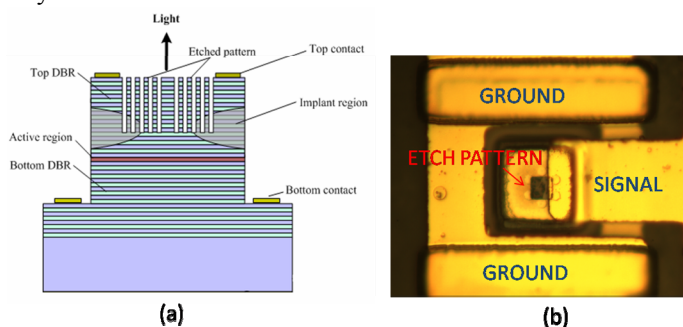 Light
Etched pattern
Top contact
Top DBR
Implant region
Active region
Bottom DBR
Bottom contact
(a)
GROUND
ETCH PATTERN
SIGNAL
GROUND
(b)